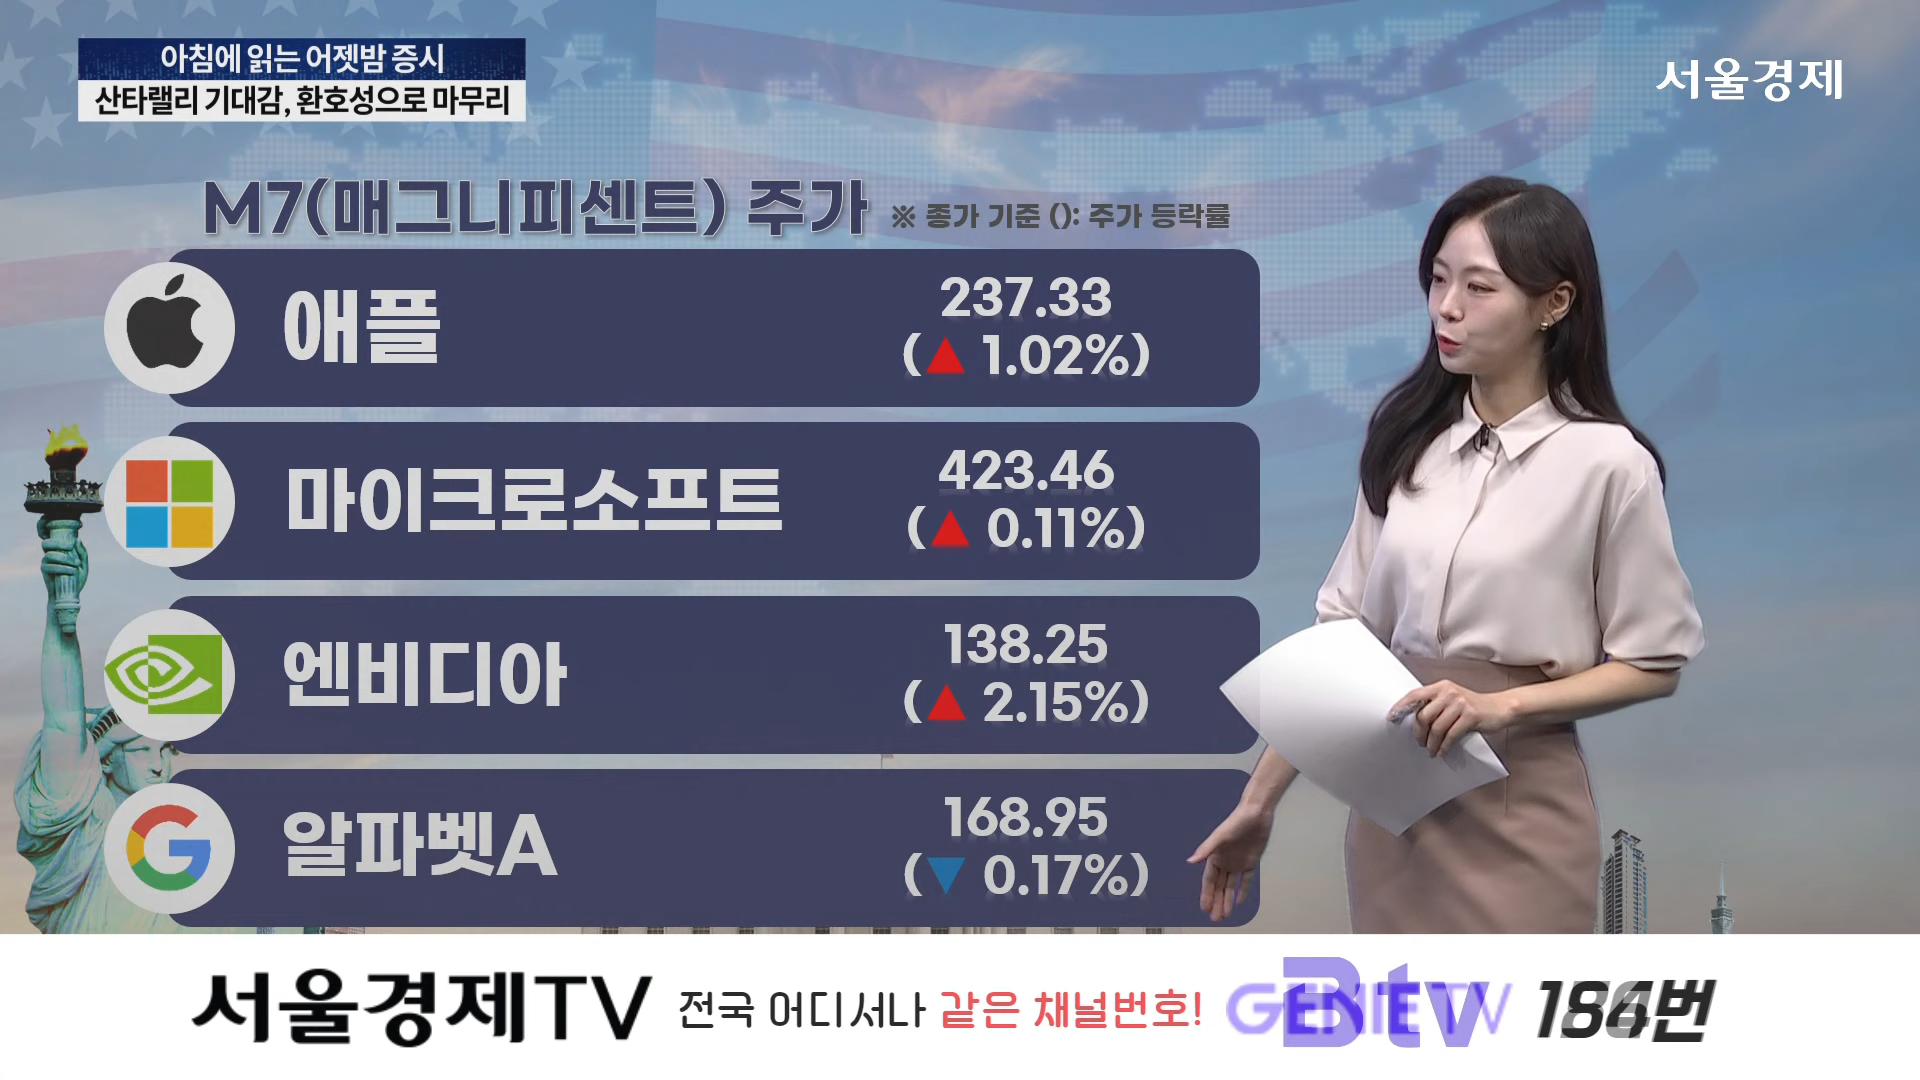 아침에 읽는 어젯밤 증시
산타랠리 기대감, 환호성으로 마무리
서울경제
M7(매그니피센트) 주가 ※ 종가 기준 (): 주가 등락률
애플
237.33
(▲ 1.02%)
마이크로소프트
423.46
(▲ 0.11%)
엔비디아
138.25
(▲ 2.15%)
알파벳A
168.95
(▼ 0.17%)
서울경제TV 전국 어디서나 같은 채널번호!